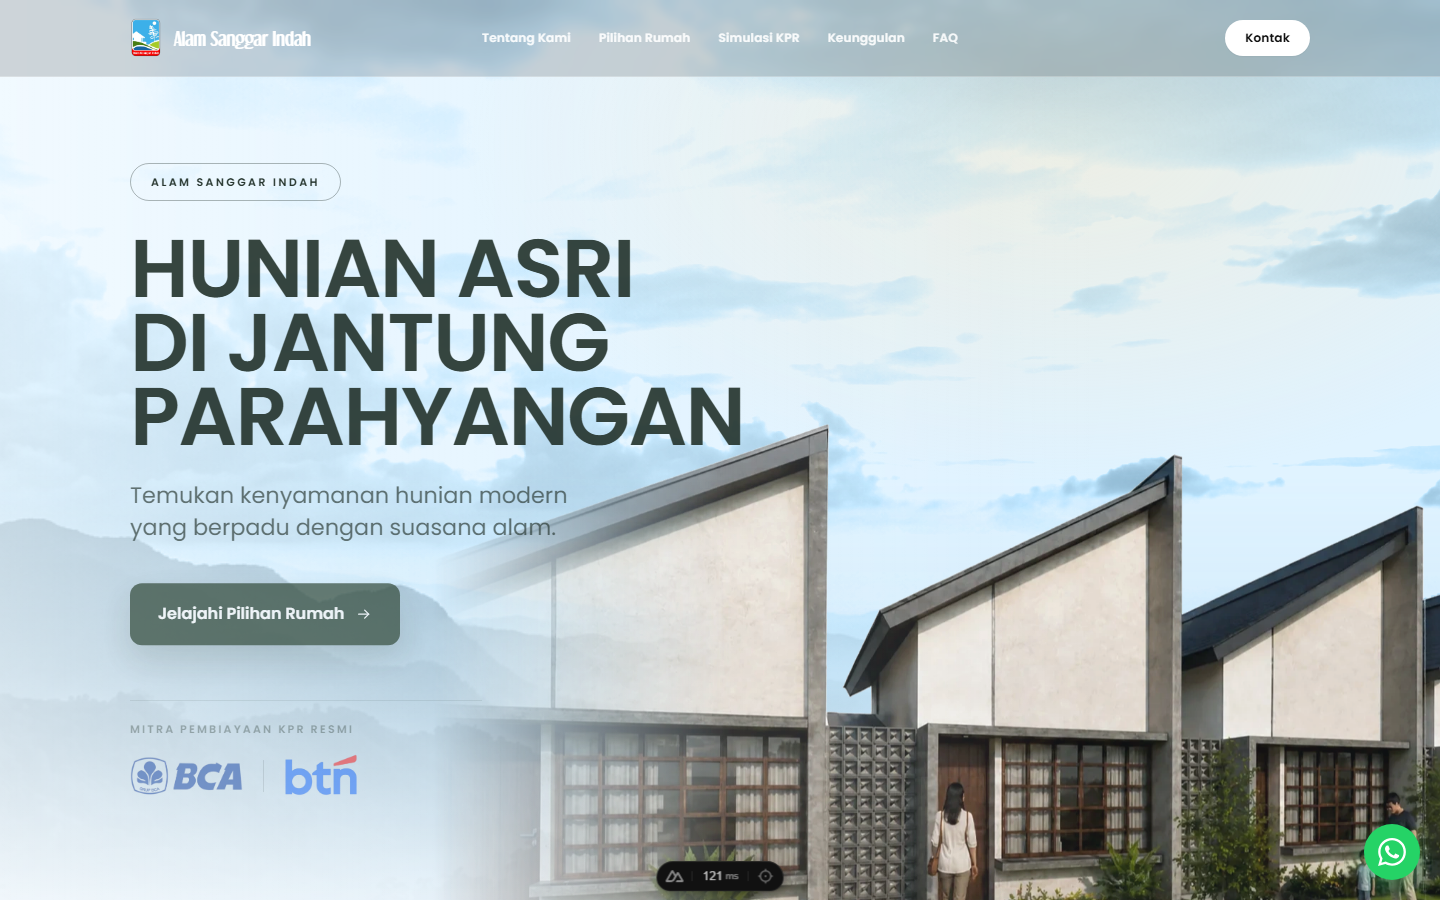 Alam Sanggar Indah
Tentang Kami
Pilihan Rumah
Simulasi KPR
Keunggulan
FAQ
Kontak
ALAM SANGGAR INDAH
HUNIAN ASRI
DI JANTUNG
PARAHYANGAN
Temukan kenyamanan hunian modern
yang berpadu dengan suasana alam.
Jelajahi Pilihan Rumah →
MITRA PEMBIAYAAN KPR RESMI
BCA
btn
121 ms